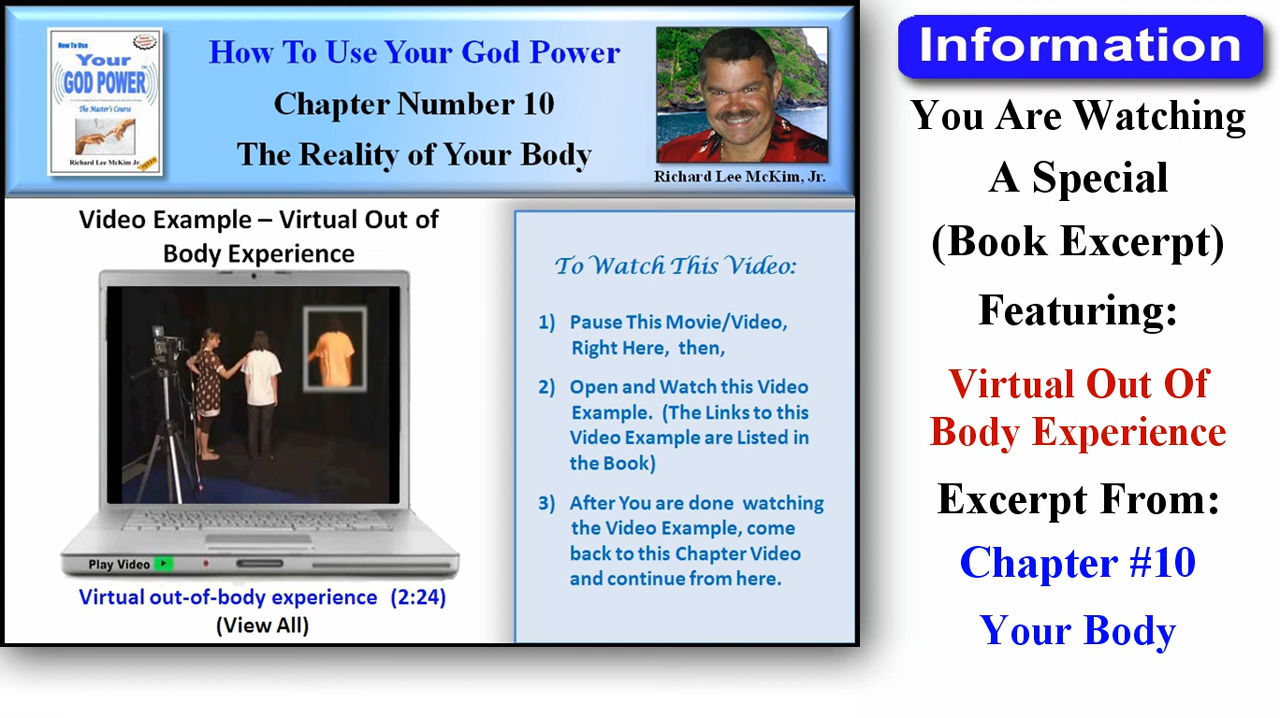 How To Use
Your
GOD POWER
The Master's Course
Richard Lee McKim Jr.
How To Use Your God Power
Chapter Number 10
The Reality of Your Body
Richard Lee McKim, Jr.
Video Example – Virtual Out of
Body Experience
Play Video
Virtual out-of-body experience (2:24)
(View All)
To Watch This Video:
1) Pause This Movie/Video,
Right Here, then,
2) Open and Watch this Video
Example. (The Links to this
Video Example are Listed in
the Book)
3) After You are done watching
the Video Example, come
back to this Chapter Video
and continue from here.
Information
You Are Watching
A Special
(Book Excerpt)
Featuring:
Virtual Out Of
Body Experience
Excerpt From:
Chapter #10
Your Body